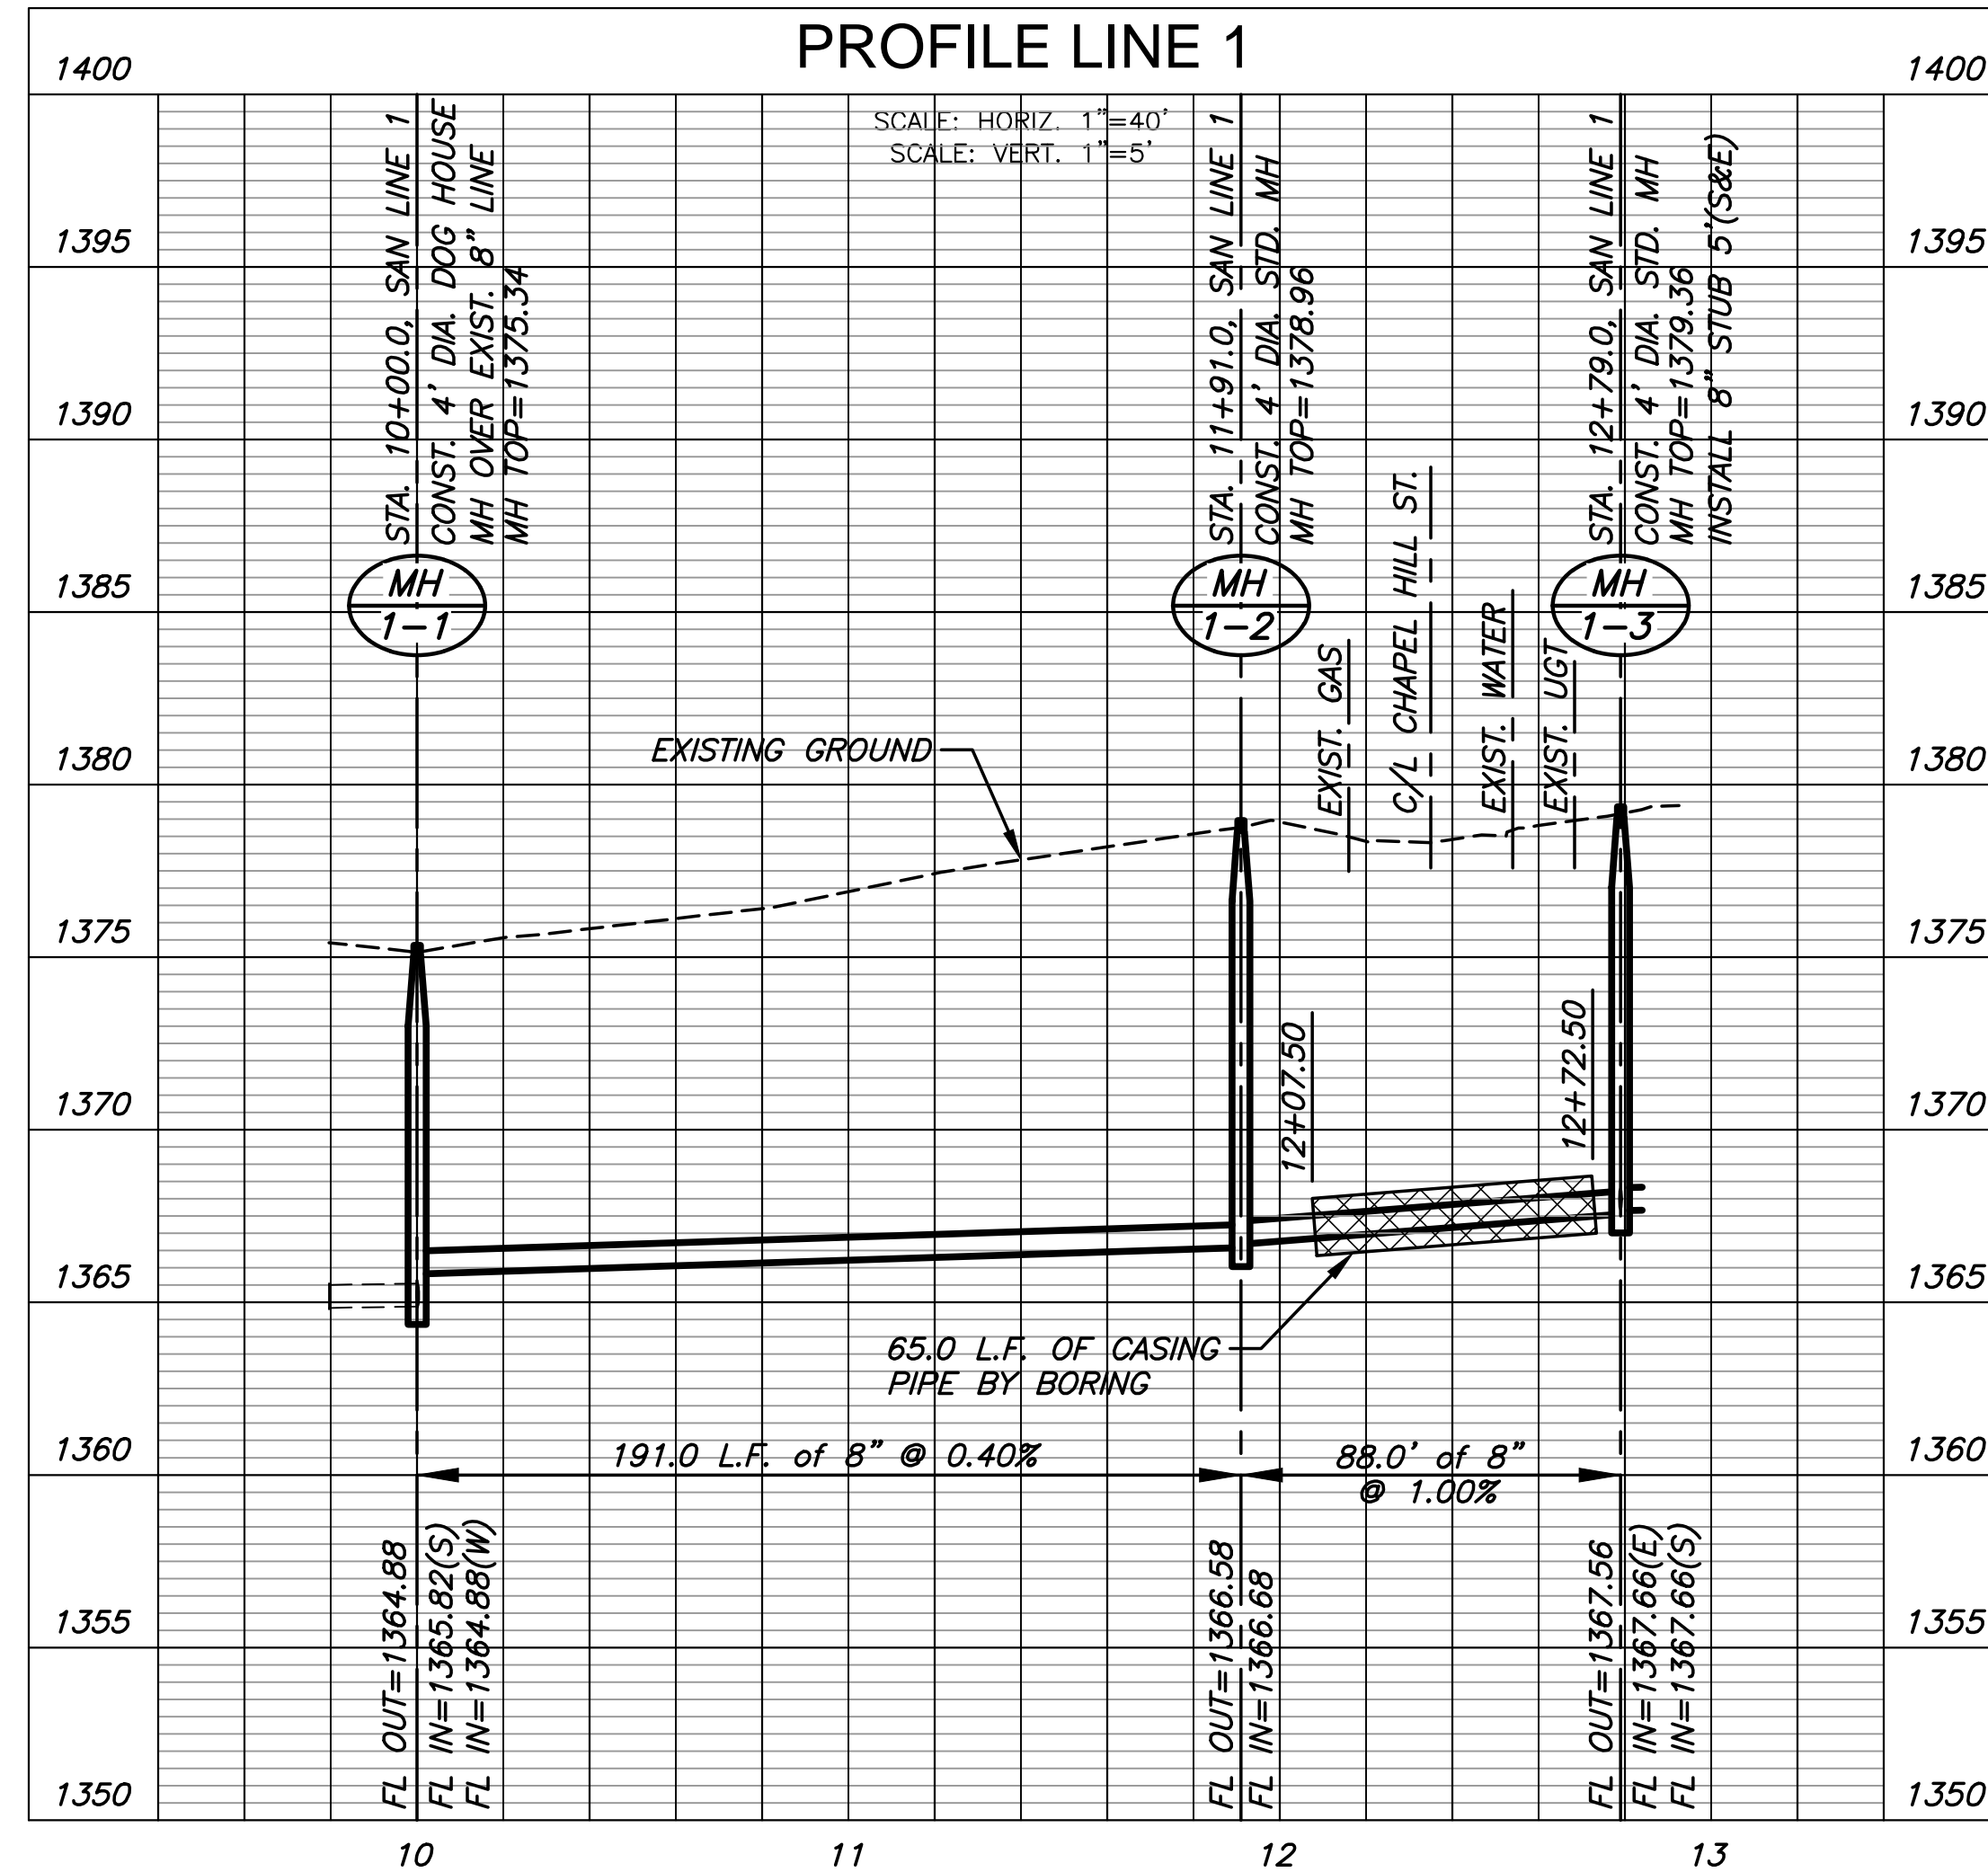 PROFILE LINE 1
SCALE: HORIZ. 1"=40'
SCALE: VERT. 1"=5'
1400
1400
1395
1395
1390
1390
1385
1385
1380
1380
1375
1375
1370
1370
1365
1365
1360
1360
1355
1355
1350
1350
STA. 10+00.0, SAN LINE 1
CONST. 4' DIA. DOG HOUSE
MH OVER EXIST. 8" LINE
MH TOP=1375.34
STA. 11+91.0, SAN LINE 1
CONST. 4' DIA. STD. MH
MH TOP=1378.96
STA. 12+79.0, SAN LINE 1
CONST. 4' DIA. STD. MH
MH TOP=1379.36
INSTALL 8" STUB 5'(S&E)
MH
1-1
MH
1-2
MH
1-3
EXISTING GROUND
EXIST. GAS
C/L CHAPEL HILL ST.
EXIST. WATER
EXIST. UGT
12+07.50
12+72.50
65.0 L.F. OF CASING
PIPE BY BORING
191.0 L.F. of 8" @ 0.40%
88.0' of 8"
@ 1.00%
FL OUT=1364.88
FL IN=1365.82(S)
FL IN=1364.88(W)
FL OUT=1366.58
FL IN=1366.68
FL OUT=1367.56
FL IN=1367.66(E)
FL IN=1367.66(S)
10
11
12
13